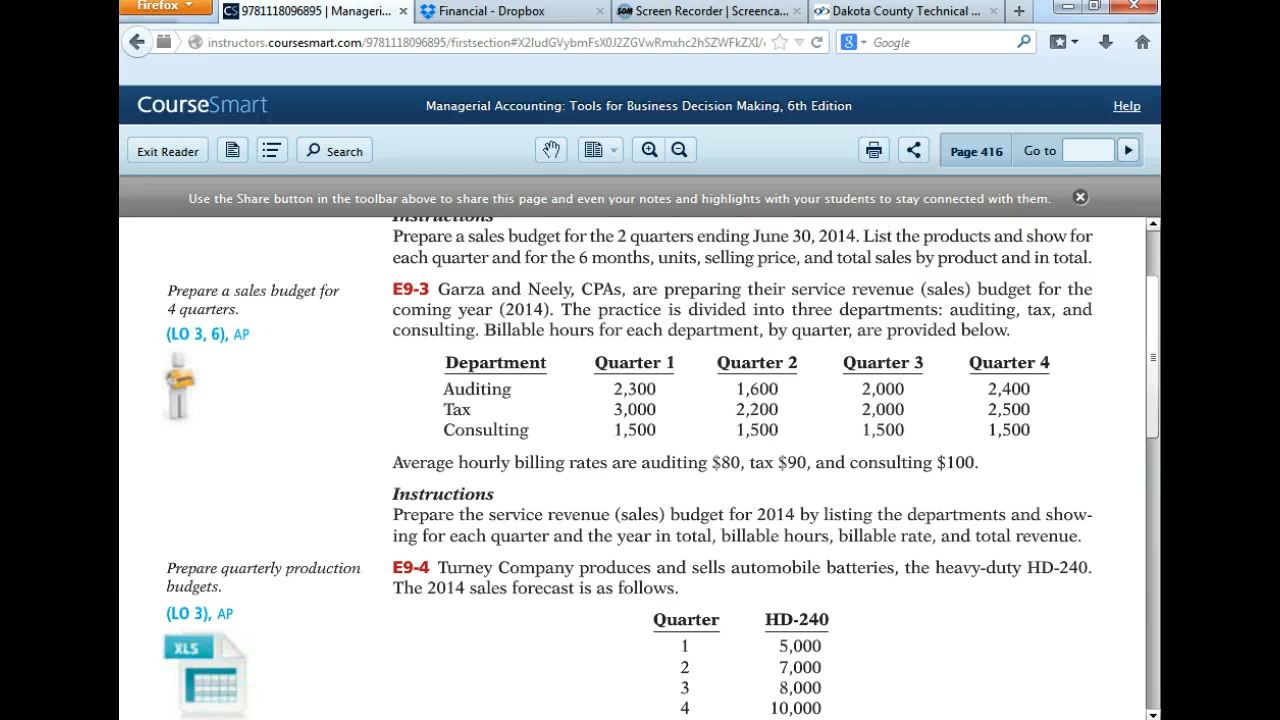 Firefox
9781118096895 | Manageri...
Financial - Dropbox
Screen Recorder | Screenca...
Dakota County Technical ...
instructors.coursesmart.com/9781118096895/firstsection#X2ludGVybmFsX0J2ZGVwRmxhc2hSZWFkZXI/
Google
CourseSmart
Managerial Accounting: Tools for Business Decision Making, 6th Edition
Help
Exit Reader
Search
Page 416
Go to
Use the Share button in the toolbar above to share this page and even your notes and highlights with your students to stay connected with them.
Instructions
Prepare a sales budget for the 2 quarters ending June 30, 2014. List the products and show for
each quarter and for the 6 months, units, selling price, and total sales by product and in total.
Prepare a sales budget for
4 quarters.
(LO 3, 6), AP
E9-3 Garza and Neely, CPAs, are preparing their service revenue (sales) budget for the
coming year (2014). The practice is divided into three departments: auditing, tax, and
consulting. Billable hours for each department, by quarter, are provided below.
Department Quarter 1 Quarter 2 Quarter 3 Quarter 4
Auditing 2,300 1,600 2,000 2,400
Tax 3,000 2,200 2,000 2,500
Consulting 1,500 1,500 1,500 1,500
Average hourly billing rates are auditing $80, tax $90, and consulting $100.
Instructions
Prepare the service revenue (sales) budget for 2014 by listing the departments and show-
ing for each quarter and the year in total, billable hours, billable rate, and total revenue.
Prepare quarterly production
budgets.
(LO 3), AP
XLS
E9-4 Turney Company produces and sells automobile batteries, the heavy-duty HD-240.
The 2014 sales forecast is as follows.
Quarter HD-240
1 5,000
2 7,000
3 8,000
4 10,000